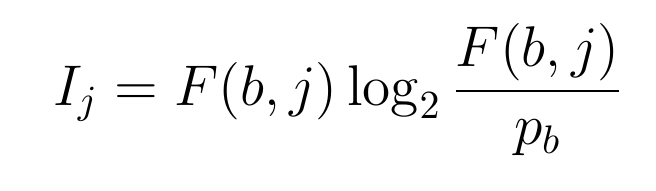 I_j = F(b, j) log_2 \frac{F(b, j)}{p_b}